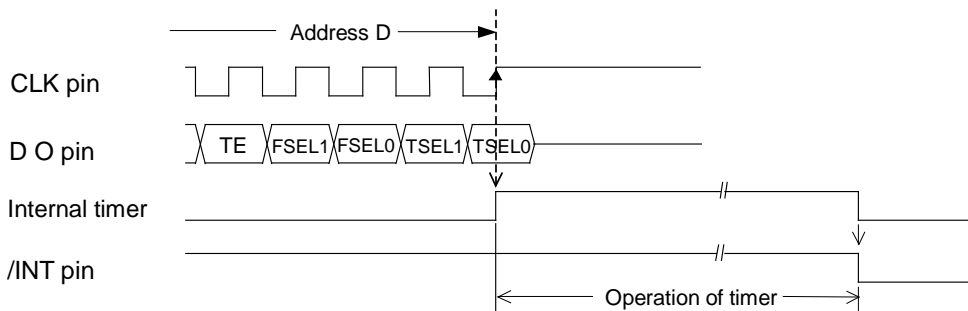 Address D
CLK pin
D O pin
TE FSEL1 FSEL0 TSEL1 TSEL0
Internal timer
/INT pin
Operation of timer